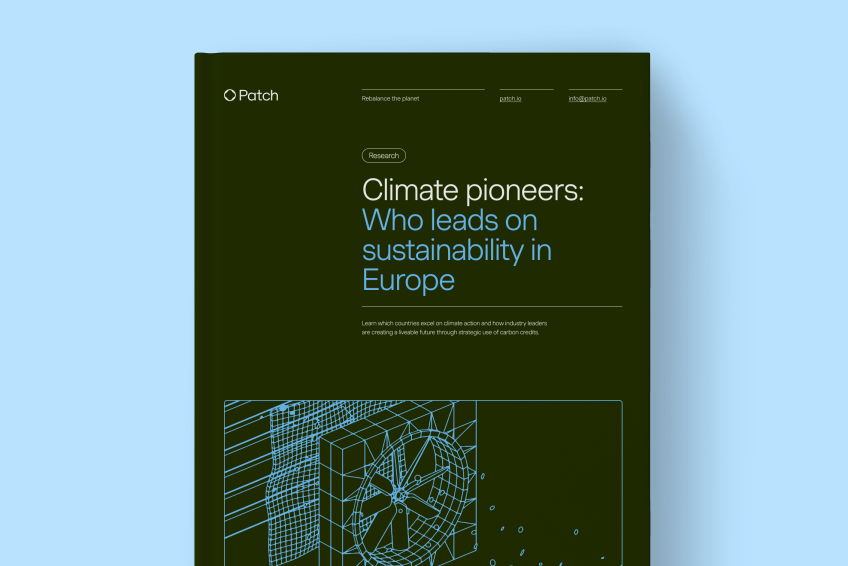 Patch
Rebalance the planet
patch.io
info@patch.io
Research
Climate pioneers:
Who leads on
sustainability in
Europe
Learn which countries excel on climate action and how industry leaders
are creating a liveable future through strategic use of carbon credits.